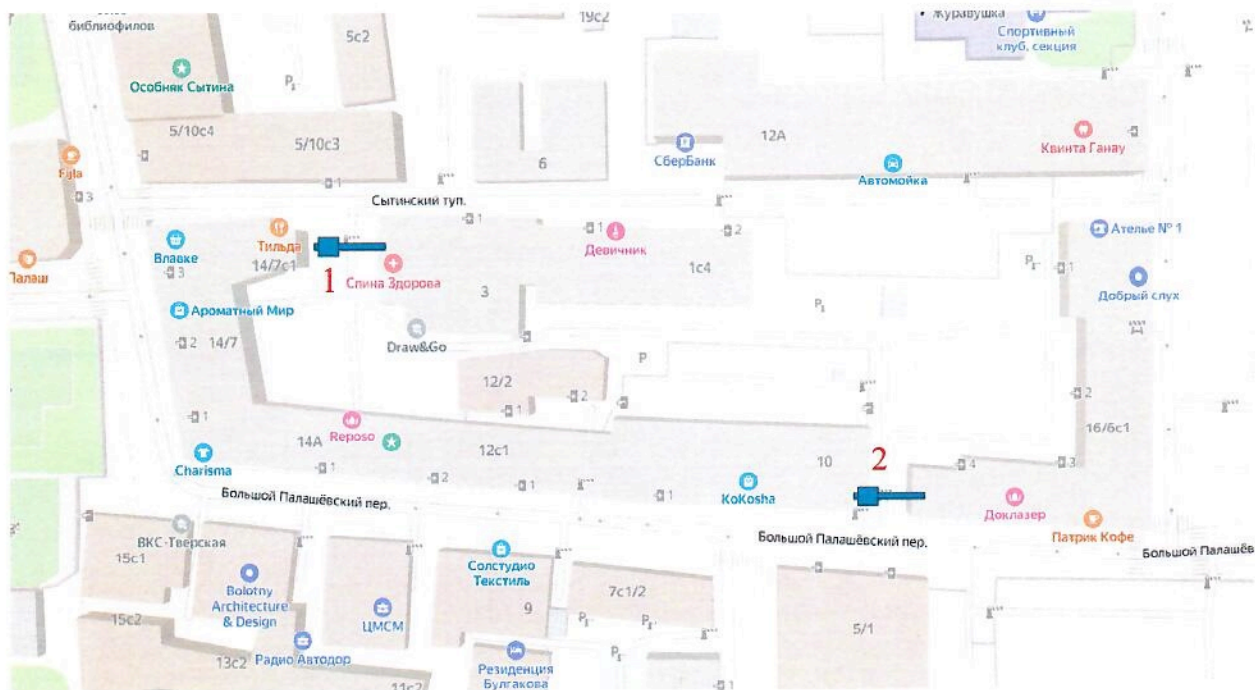 библиофилов
19с2
Журавушка
Спортивный
клуб, секция
5с2
Особняк Сытина
P
5/10с4
5/10с3
12А
СберБанк
Квинта Ганау
6
Автомойка
Fjla
3
1
Сытинский туп.
1
1
2
Ателье № 1
Влавке
Тильда
Девичник
14/7с1
3
1
Спина Здорова
1с4
P
1
Палаш
3
Добрый слух
Ароматный Мир
P
2
14/7
Draw&Go
P
12/2
2
1
2
1
Reposo
16/6с1
14А
12с1
10
2
Charisma
1
2
1
1
KoKosha
4
3
Большой Палашёвский пер.
Доклазер
Патрик Кофе
ВКС-Тверская
Большой Палашёвский пер.
Большой Палашёв
15с1
Солстудио
Текстиль
Bolotny
Architecture
& Design
7с1/2
9
ЦМСМ
15с2
P
P
5/1
13с2
Радио Автодор
P
Резиденция
Булгакова
11с2
1